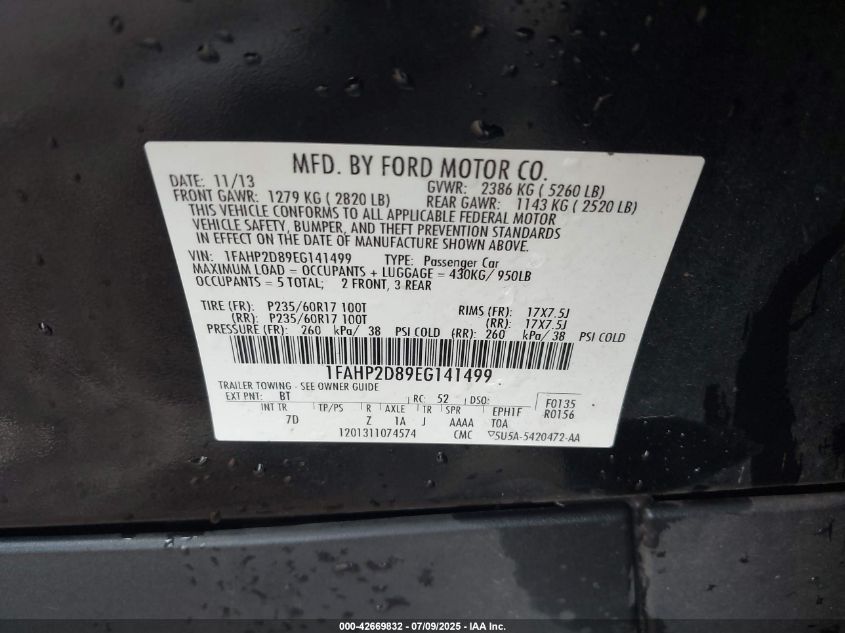 MFD. BY FORD MOTOR CO.
DATE: 11/13 GVWR: 2386 KG ( 5260 LB)
FRONT GAWR: 1279 KG ( 2820 LB) REAR GAWR: 1143 KG ( 2520 LB)
THIS VEHICLE CONFORMS TO ALL APPLICABLE FEDERAL MOTOR
VEHICLE SAFETY, BUMPER, AND THEFT PREVENTION STANDARDS
IN EFFECT ON THE DATE OF MANUFACTURE SHOWN ABOVE.
VIN: 1FAHP2D89EG141499 TYPE: Passenger Car
MAXIMUM LOAD = OCCUPANTS + LUGGAGE = 430KG/ 950LB
OCCUPANTS = 5 TOTAL; 2 FRONT, 3 REAR
TIRE (FR): P235/60R17 100T RIMS (FR): 17X7.5J
(RR): P235/60R17 100T (RR): 17X7.5J
PRESSURE (FR): 260 kPa/ 38 PSI COLD (RR): 260 kPa/ 38 PSI COLD
1FAHP2D89EG141499
TRAILER TOWING - SEE OWNER GUIDE
EXT PNT: BT RC: 52 DSO: F0135
INT TR TP/PS R AXLE TR SPR EPH1F R0156
7D Z 1A J AAAA T0A
1201311074574 CMC ▽5U5A-5420472-AA
000-42669832 - 07/09/2025 - IAA Inc.